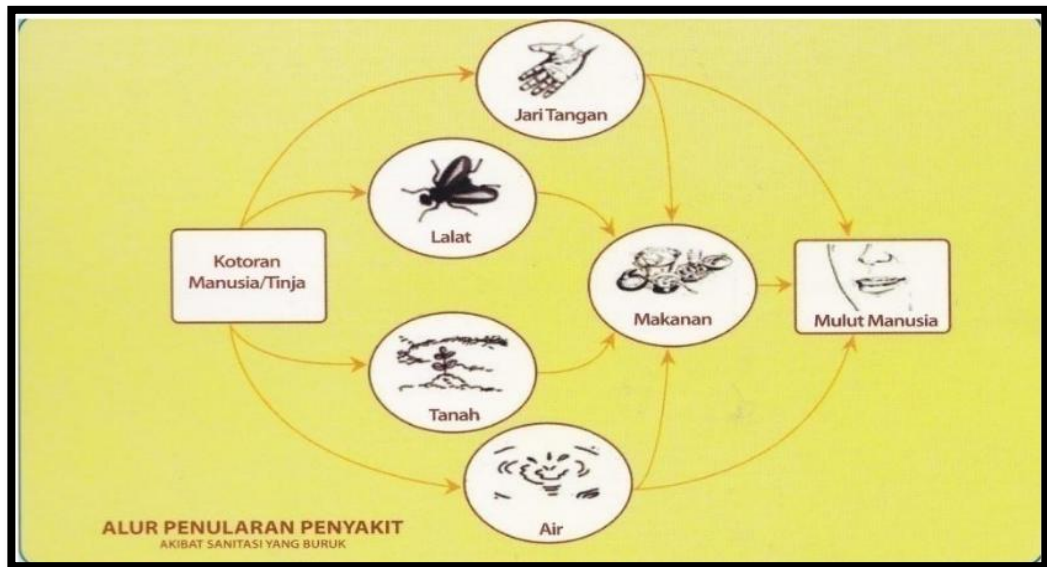 Jari Tangan
Lalat
Kotoran
Manusia/Tinja
Makanan
Mulut Manusia
Tanah
Air
ALUR PENULARAN PENYAKIT
AKIBAT SANITASI YANG BURUK